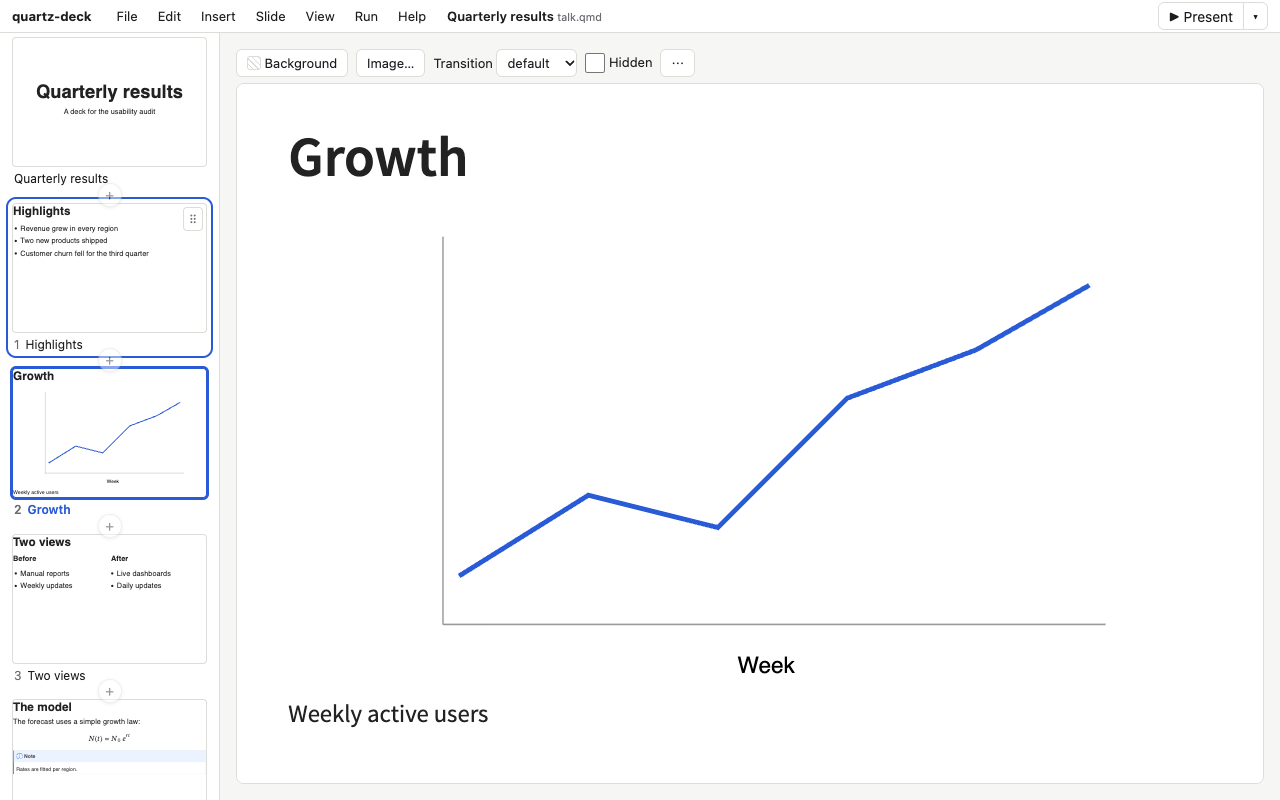 quartz-deck File Edit Insert Slide View Run Help Quarterly results talk.qmd ▶ Present ▾
Background Image... Transition default Hidden ···
Quarterly results
A deck for the usability audit
Quarterly results
+
Highlights
• Revenue grew in every region
• Two new products shipped
• Customer churn fell for the third quarter
1 Highlights
+
Growth
Week
Weekly active users
2 Growth
+
Two views
Before
• Manual reports
• Weekly updates
After
• Live dashboards
• Daily updates
3 Two views
+
The model
The forecast uses a simple growth law:
N(t) = N₀ eʳᵗ
Note
Rates are fitted per region.
Growth
Week
Weekly active users